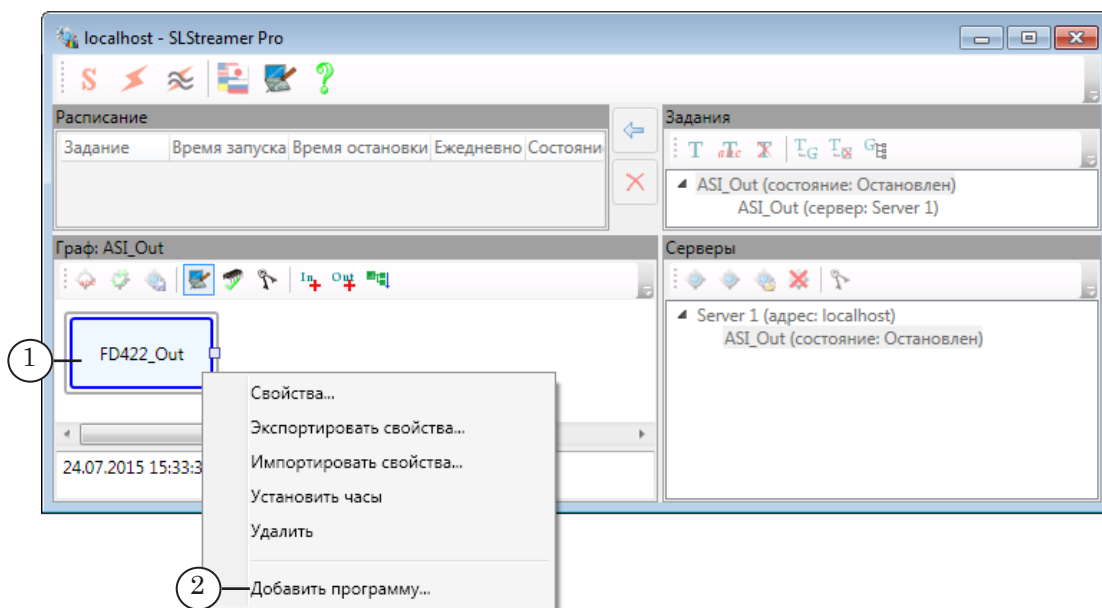 localhost - SLStreamer Pro
Расписание
Задание Время запуска Время остановки Ежедневно Состояни
Задания
ASI_Out (состояние: Остановлен)
ASI_Out (сервер: Server 1)
Граф: ASI_Out
In Out
Серверы
Server 1 (адрес: localhost)
ASI_Out (состояние: Остановлен)
1
FD422_Out
Свойства...
Экспортировать свойства...
Импортировать свойства...
24.07.2015 15:33:3
Установить часы
Удалить
2
Добавить программу...